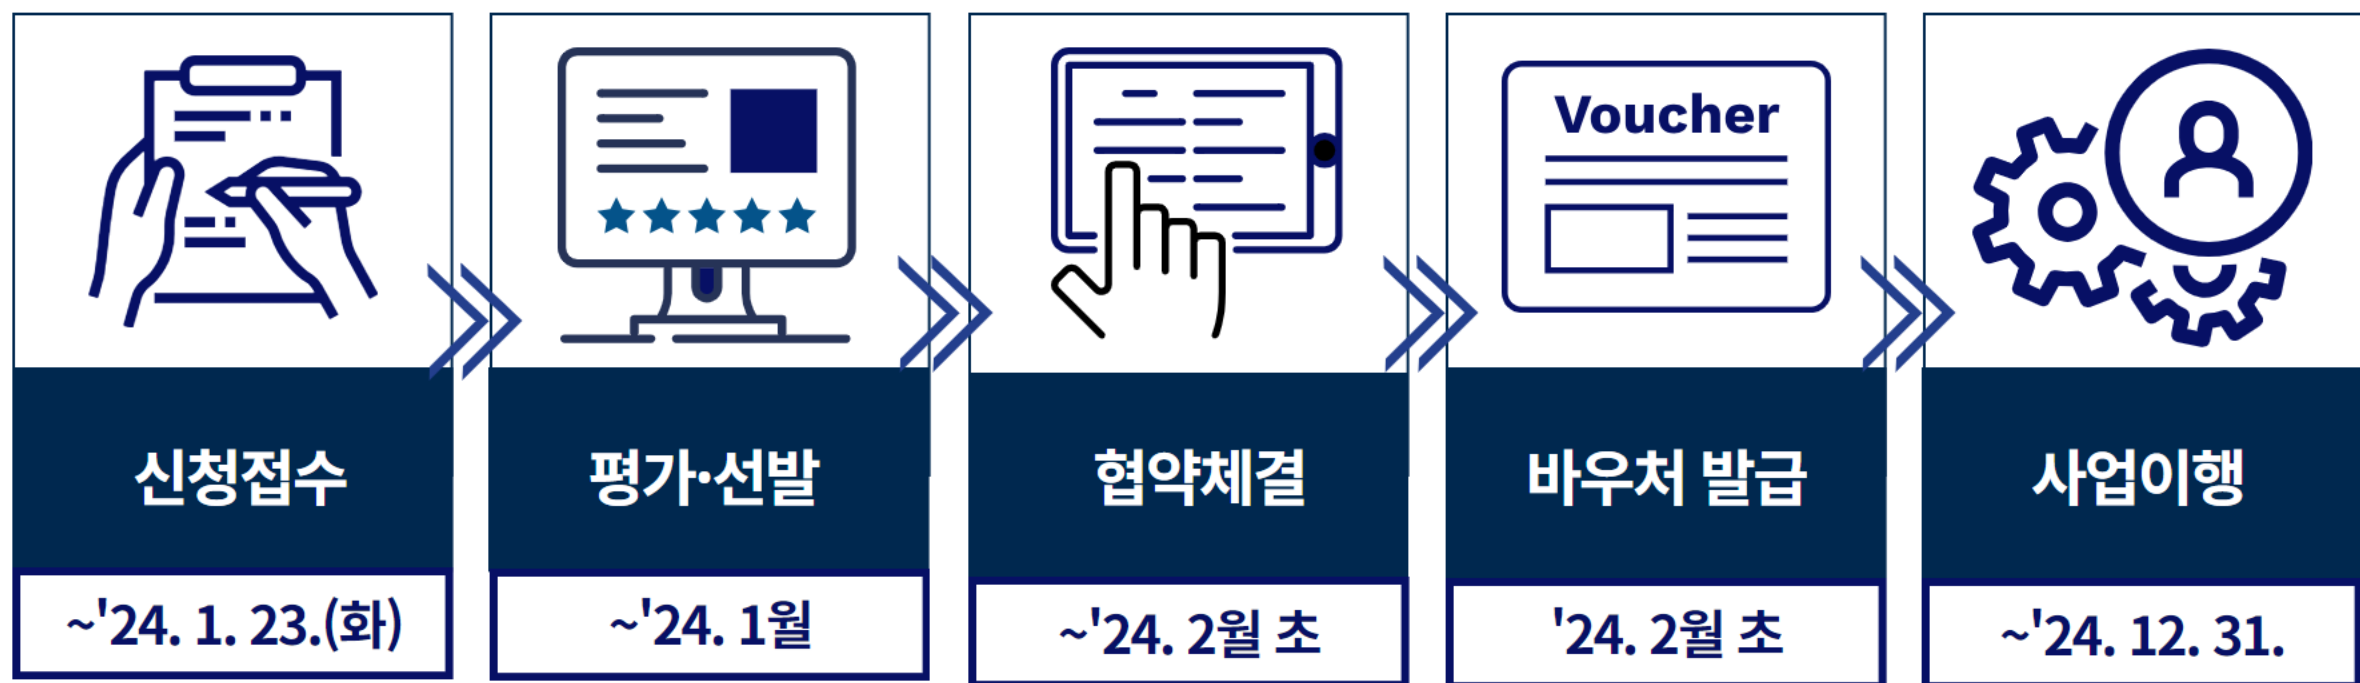 Voucher
신청접수
평가·선발
협약체결
바우처 발급
사업이행
~'24. 1. 23.(화)
~'24. 1월
~'24. 2월 초
'24. 2월 초
~'24. 12. 31.